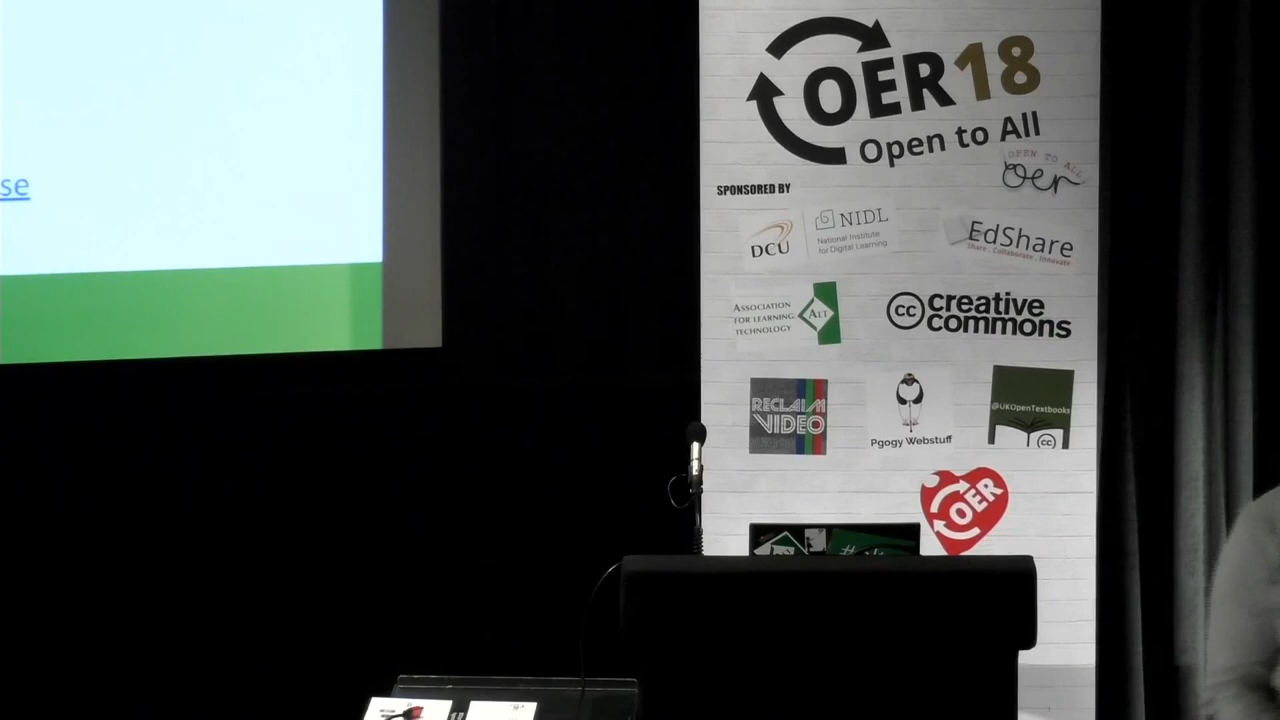 se
OER18
Open to All
OPEN TO ALL
oer
SPONSORED BY
DCU
NIDL
National Institute
for Digital Learning
EdShare
Share . Collaborate . Innovate
ASSOCIATION
FOR LEARNING
TECHNOLOGY
ALT
cc creative
commons
RECLAIM
VIDEO
Pgogy Webstuff
@UKOpenTextbooks
cc
OER